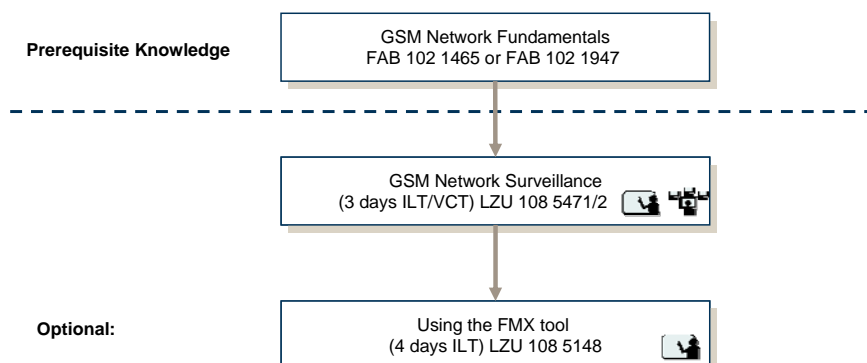 GSM Network Fundamentals
Prerequisite Knowledge
FAB 102 1465 or FAB 102 1947
GSM Network Surveillance
(3 days ILT/VCT) LZU 108 5471/2
Optional:
Using the FMX tool
(4 days ILT) LZU 108 5148